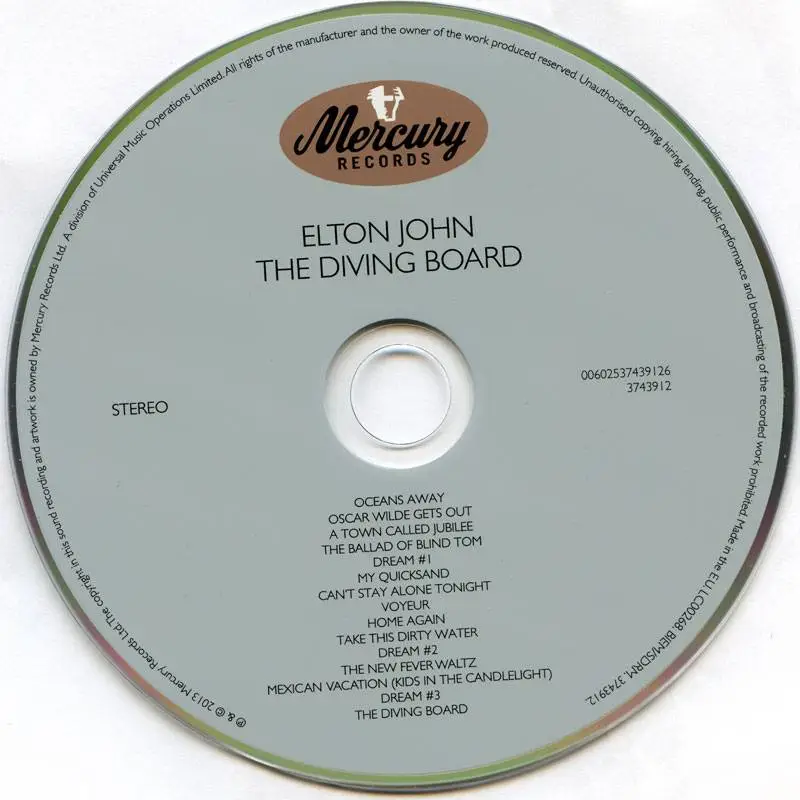 Mercury
RECORDS
ELTON JOHN
THE DIVING BOARD
STEREO
00602537439126
3743912
OCEANS AWAY
OSCAR WILDE GETS OUT
A TOWN CALLED JUBILEE
THE BALLAD OF BLIND TOM
DREAM #1
MY QUICKSAND
CAN'T STAY ALONE TONIGHT
VOYEUR
HOME AGAIN
TAKE THIS DIRTY WATER
DREAM #2
THE NEW FEVER WALTZ
MEXICAN VACATION (KIDS IN THE CANDLELIGHT)
DREAM #3
THE DIVING BOARD
℗ & © 2013 Mercury Records Ltd. The copyright in this sound recording and artwork is owned by Mercury Records Ltd. A division of Universal Music Operations Limited. All rights of the manufacturer and the owner of the work produced reserved. Unauthorised copying, hiring, lending, public performance and broadcasting of the recorded work prohibited. Made in the E.U. LC00268. BIEM/SDRM. 3743912.